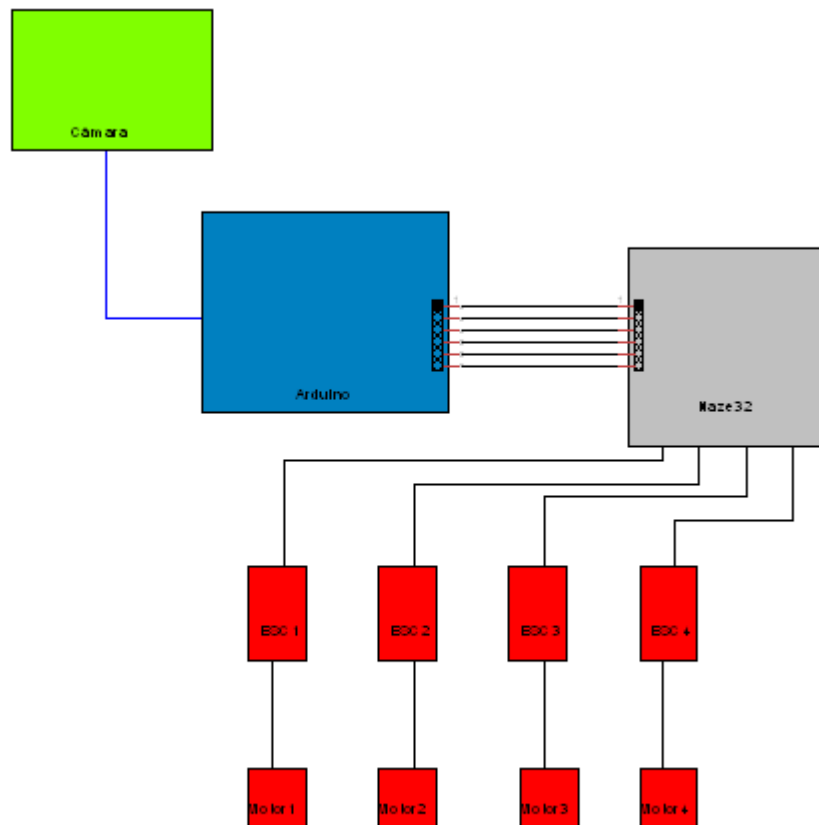 Câmara
Arduino
Naze32
ESC 1
ESC 2
ESC 3
ESC 4
Motor 1
Motor 2
Motor 3
Motor 4